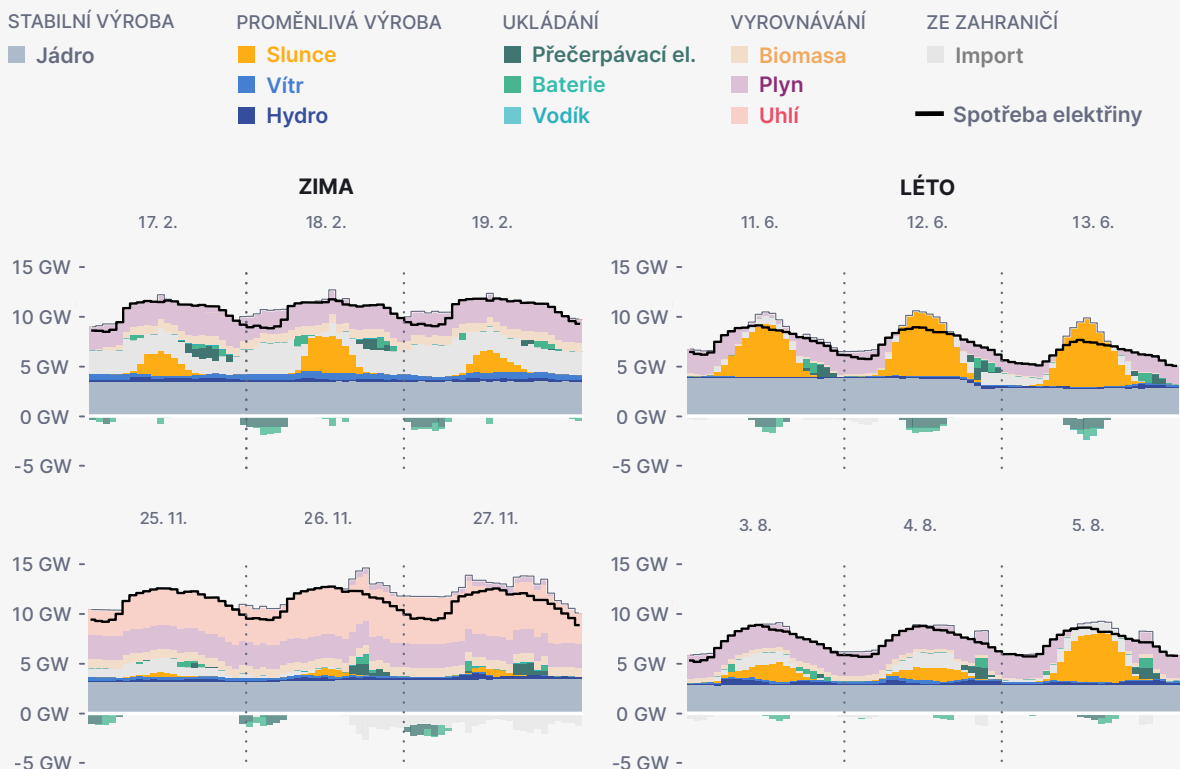 STABILNÍ VÝROBA PROMĚNLIVÁ VÝROBA UKLÁDÁNÍ VYROVNÁVÁNÍ ZE ZAHRANIČÍ
Jádro Slunce Přečerpávací el. Biomasa Import
Vítr Baterie Plyn
Hydro Vodík Uhlí Spotřeba elektřiny
ZIMA LÉTO
17. 2. 18. 2. 19. 2. 11. 6. 12. 6. 13. 6.
15 GW 15 GW
10 GW 10 GW
5 GW 5 GW
0 GW 0 GW
-5 GW -5 GW
25. 11. 26. 11. 27. 11. 3. 8. 4. 8. 5. 8.
15 GW 15 GW
10 GW 10 GW
5 GW 5 GW
0 GW 0 GW
-5 GW -5 GW